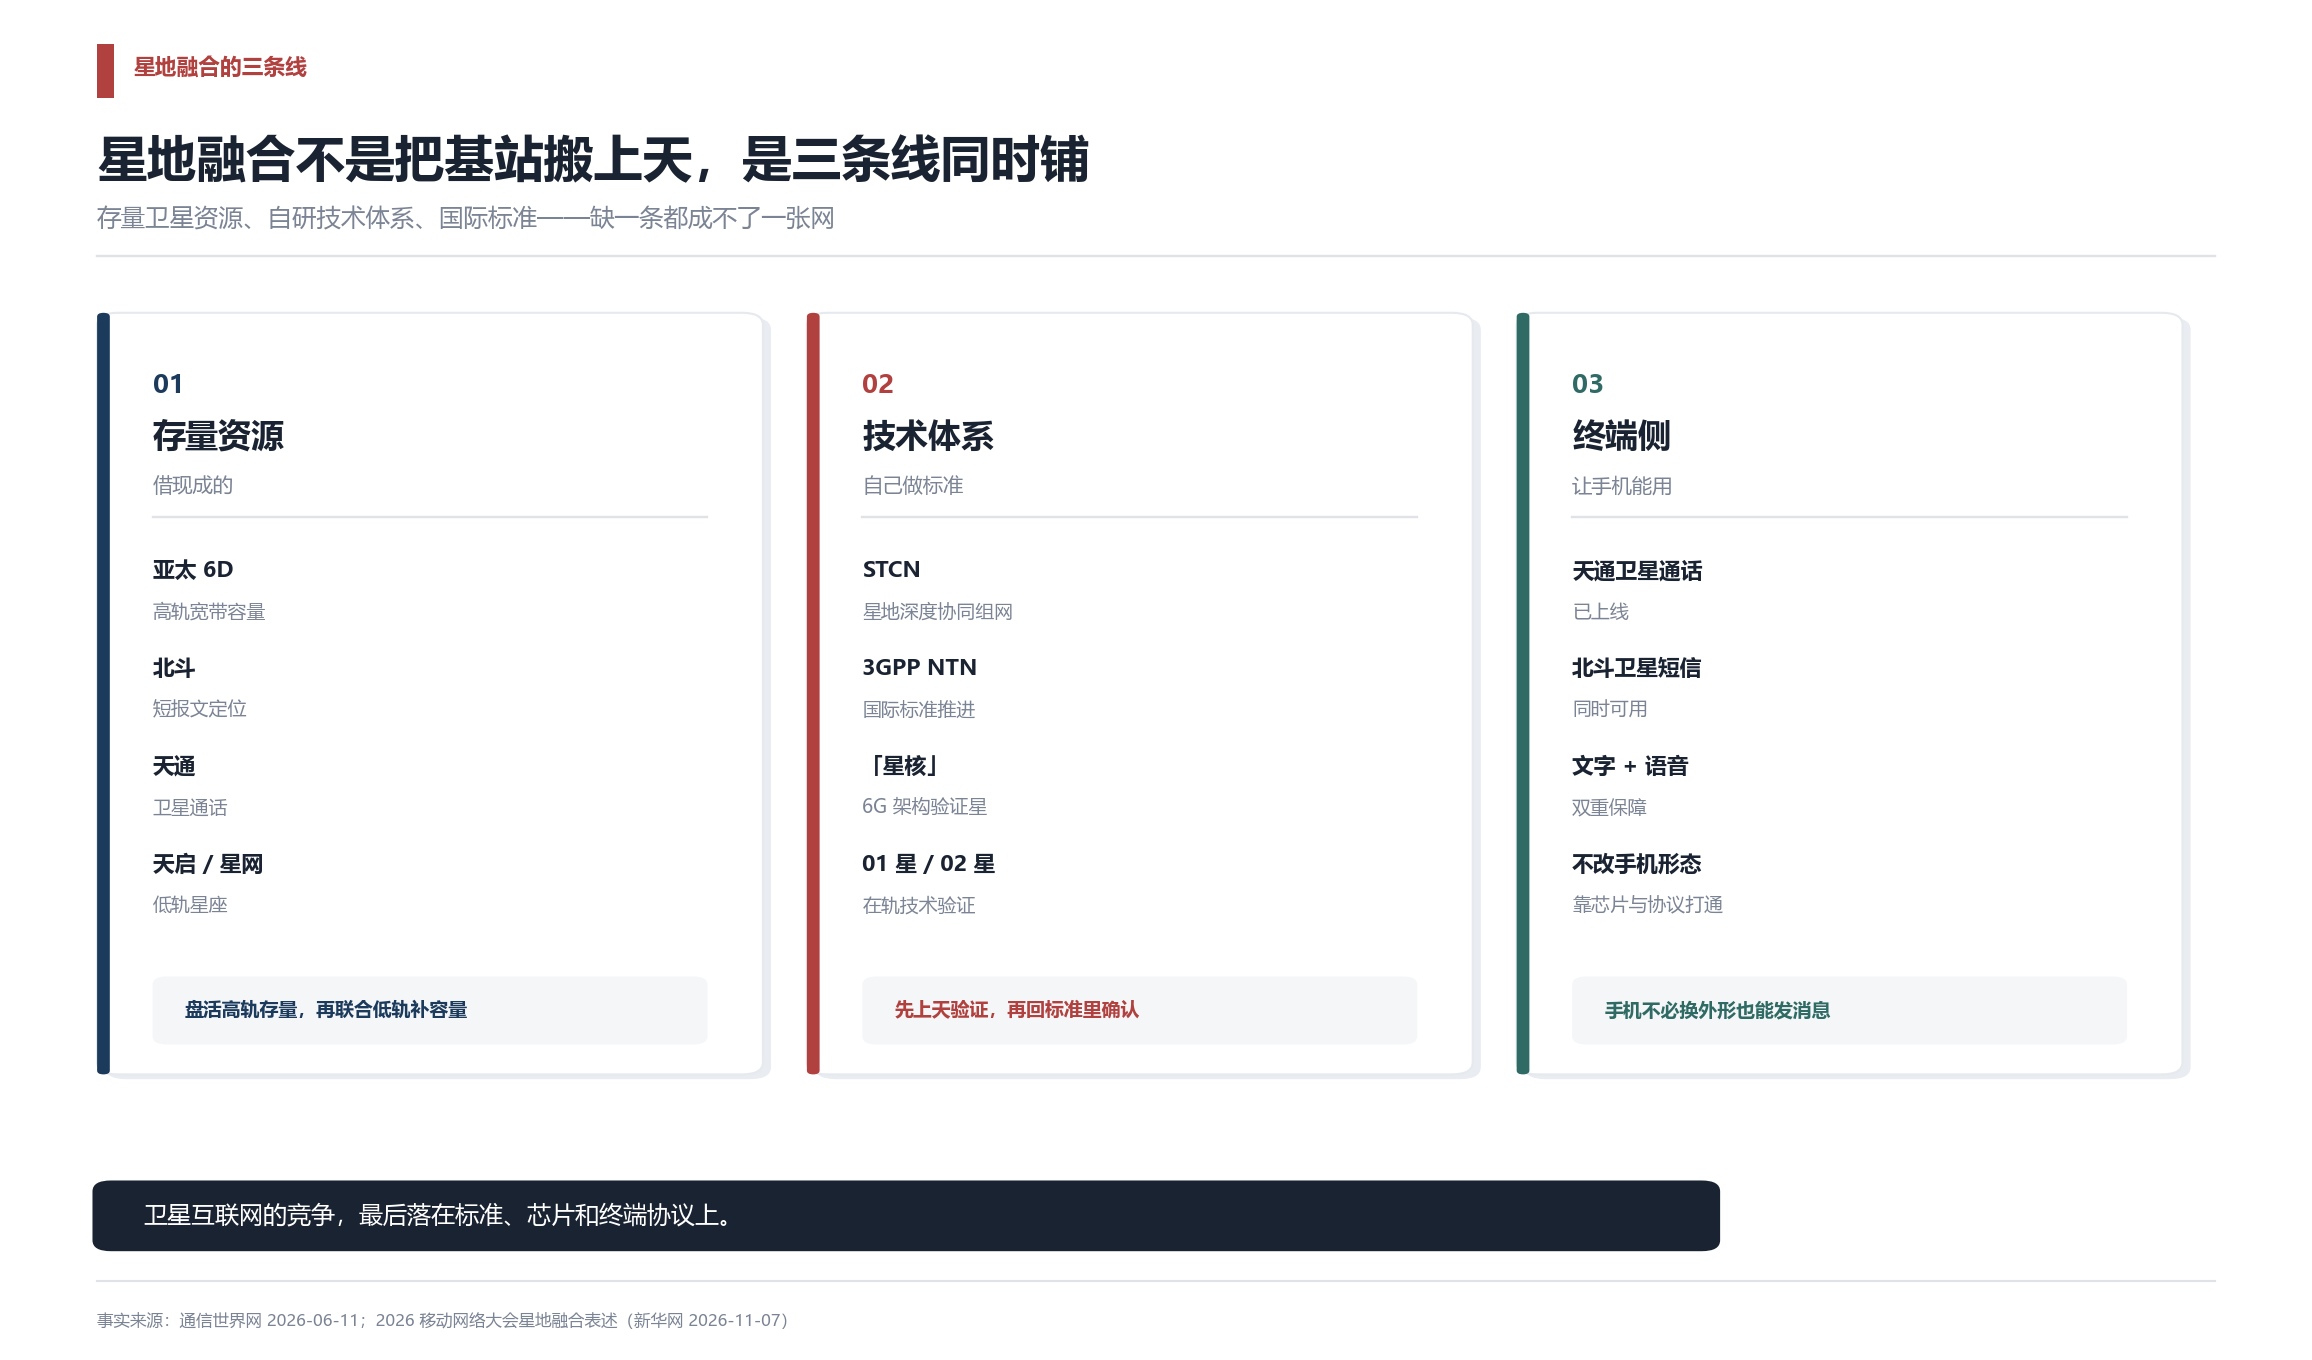 星地融合的三条线
星地融合不是把基站搬上天，是三条线同时铺
存量卫星资源、自研技术体系、国际标准——缺一条都成不了一张网
01
存量资源
借现成的
亚太 6D
高轨宽带容量
北斗
短报文定位
天通
卫星通话
天启 / 星网
低轨星座
盘活高轨存量，再联合低轨补容量
02
技术体系
自己做标准
STCN
星地深度协同组网
3GPP NTN
国际标准推进
「星核」
6G 架构验证星
01 星 / 02 星
在轨技术验证
先上天验证，再回标准里确认
03
终端侧
让手机能用
天通卫星通话
已上线
北斗卫星短信
同时可用
文字 + 语音
双重保障
不改手机形态
靠芯片与协议打通
手机不必换外形也能发消息
卫星互联网的竞争，最后落在标准、芯片和终端协议上。
事实来源：通信世界网 2026-06-11；2026 移动网络大会星地融合表述（新华网 2026-11-07）